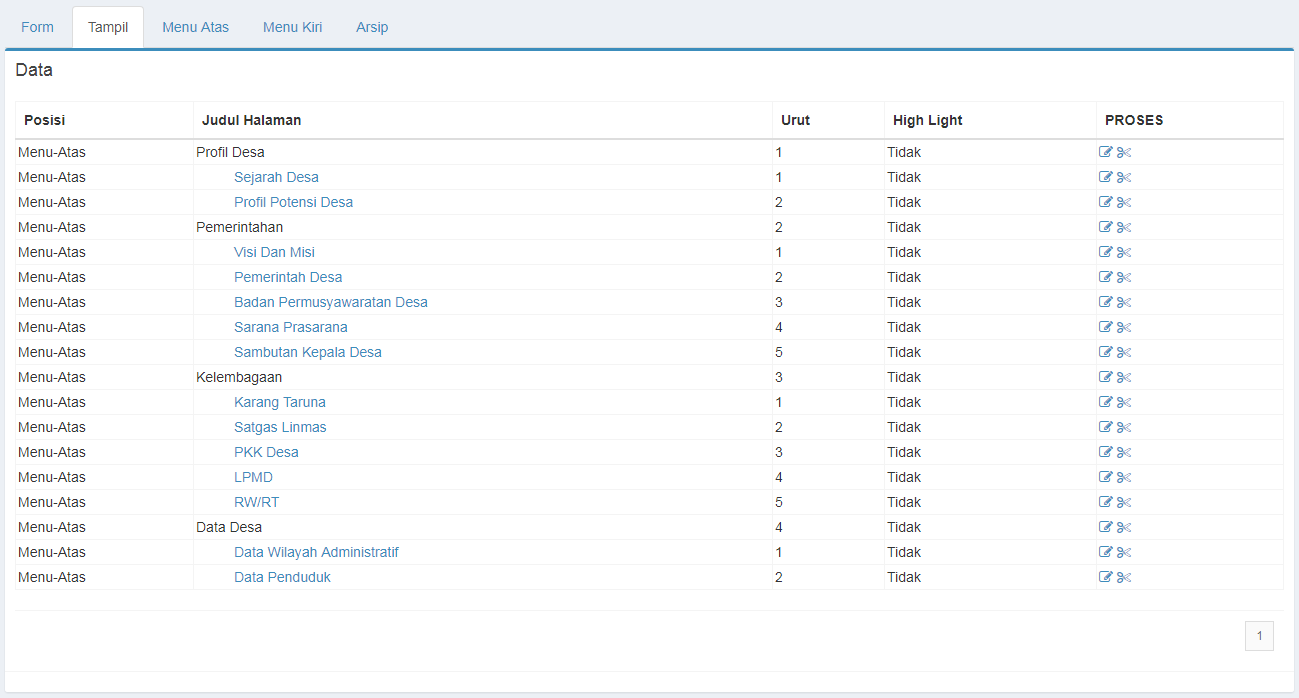 Form Tampil Menu Atas Menu Kiri Arsip
Data
Posisi Judul Halaman Urut High Light PROSES
Menu-Atas Profil Desa 1 Tidak
Menu-Atas Sejarah Desa 1 Tidak
Menu-Atas Profil Potensi Desa 2 Tidak
Menu-Atas Pemerintahan 2 Tidak
Menu-Atas Visi Dan Misi 1 Tidak
Menu-Atas Pemerintah Desa 2 Tidak
Menu-Atas Badan Permusyawaratan Desa 3 Tidak
Menu-Atas Sarana Prasarana 4 Tidak
Menu-Atas Sambutan Kepala Desa 5 Tidak
Menu-Atas Kelembagaan 3 Tidak
Menu-Atas Karang Taruna 1 Tidak
Menu-Atas Satgas Linmas 2 Tidak
Menu-Atas PKK Desa 3 Tidak
Menu-Atas LPMD 4 Tidak
Menu-Atas RW/RT 5 Tidak
Menu-Atas Data Desa 4 Tidak
Menu-Atas Data Wilayah Administratif 1 Tidak
Menu-Atas Data Penduduk 2 Tidak
1